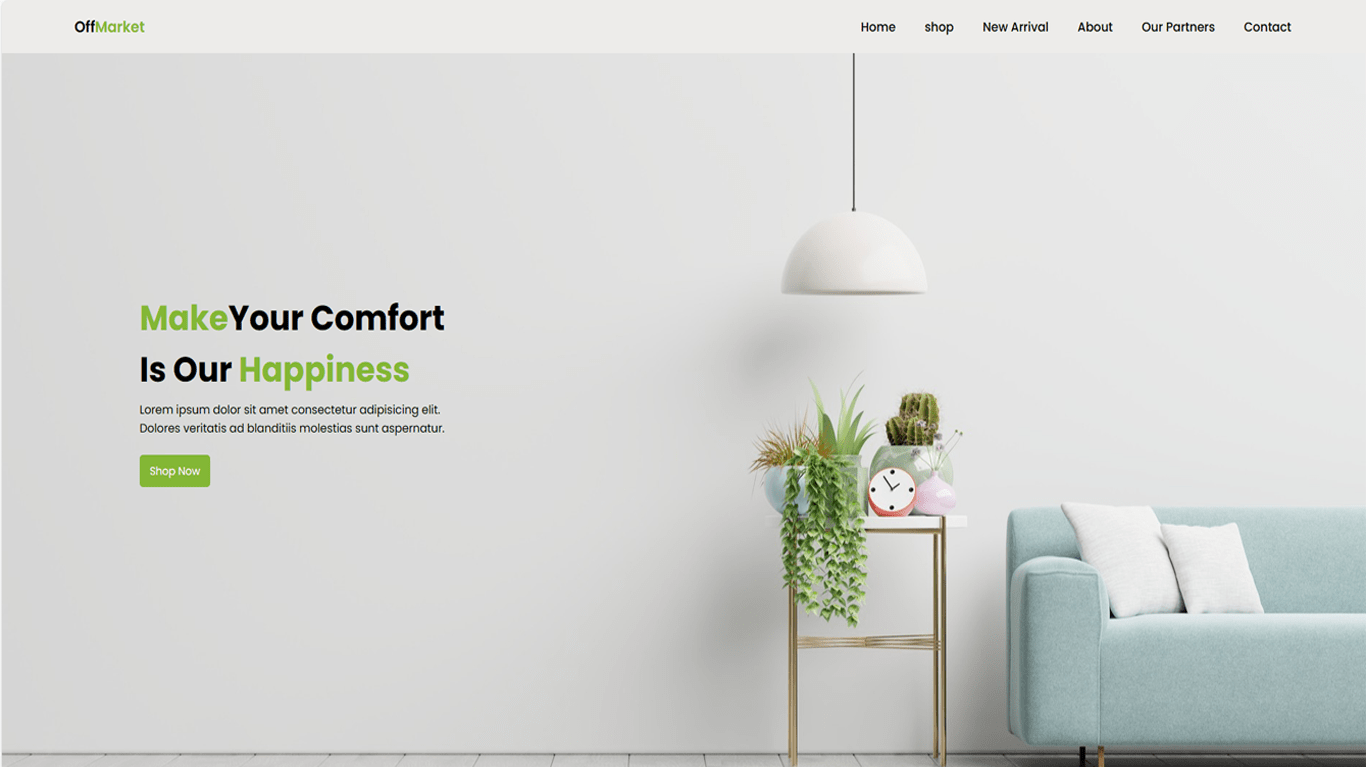 OffMarket
Home shop New Arrival About Our Partners Contact
MakeYour Comfort
Is Our Happiness
Lorem ipsum dolor sit amet consectetur adipisicing elit.
Dolores veritatis ad blanditiis molestias sunt aspernatur.
Shop Now